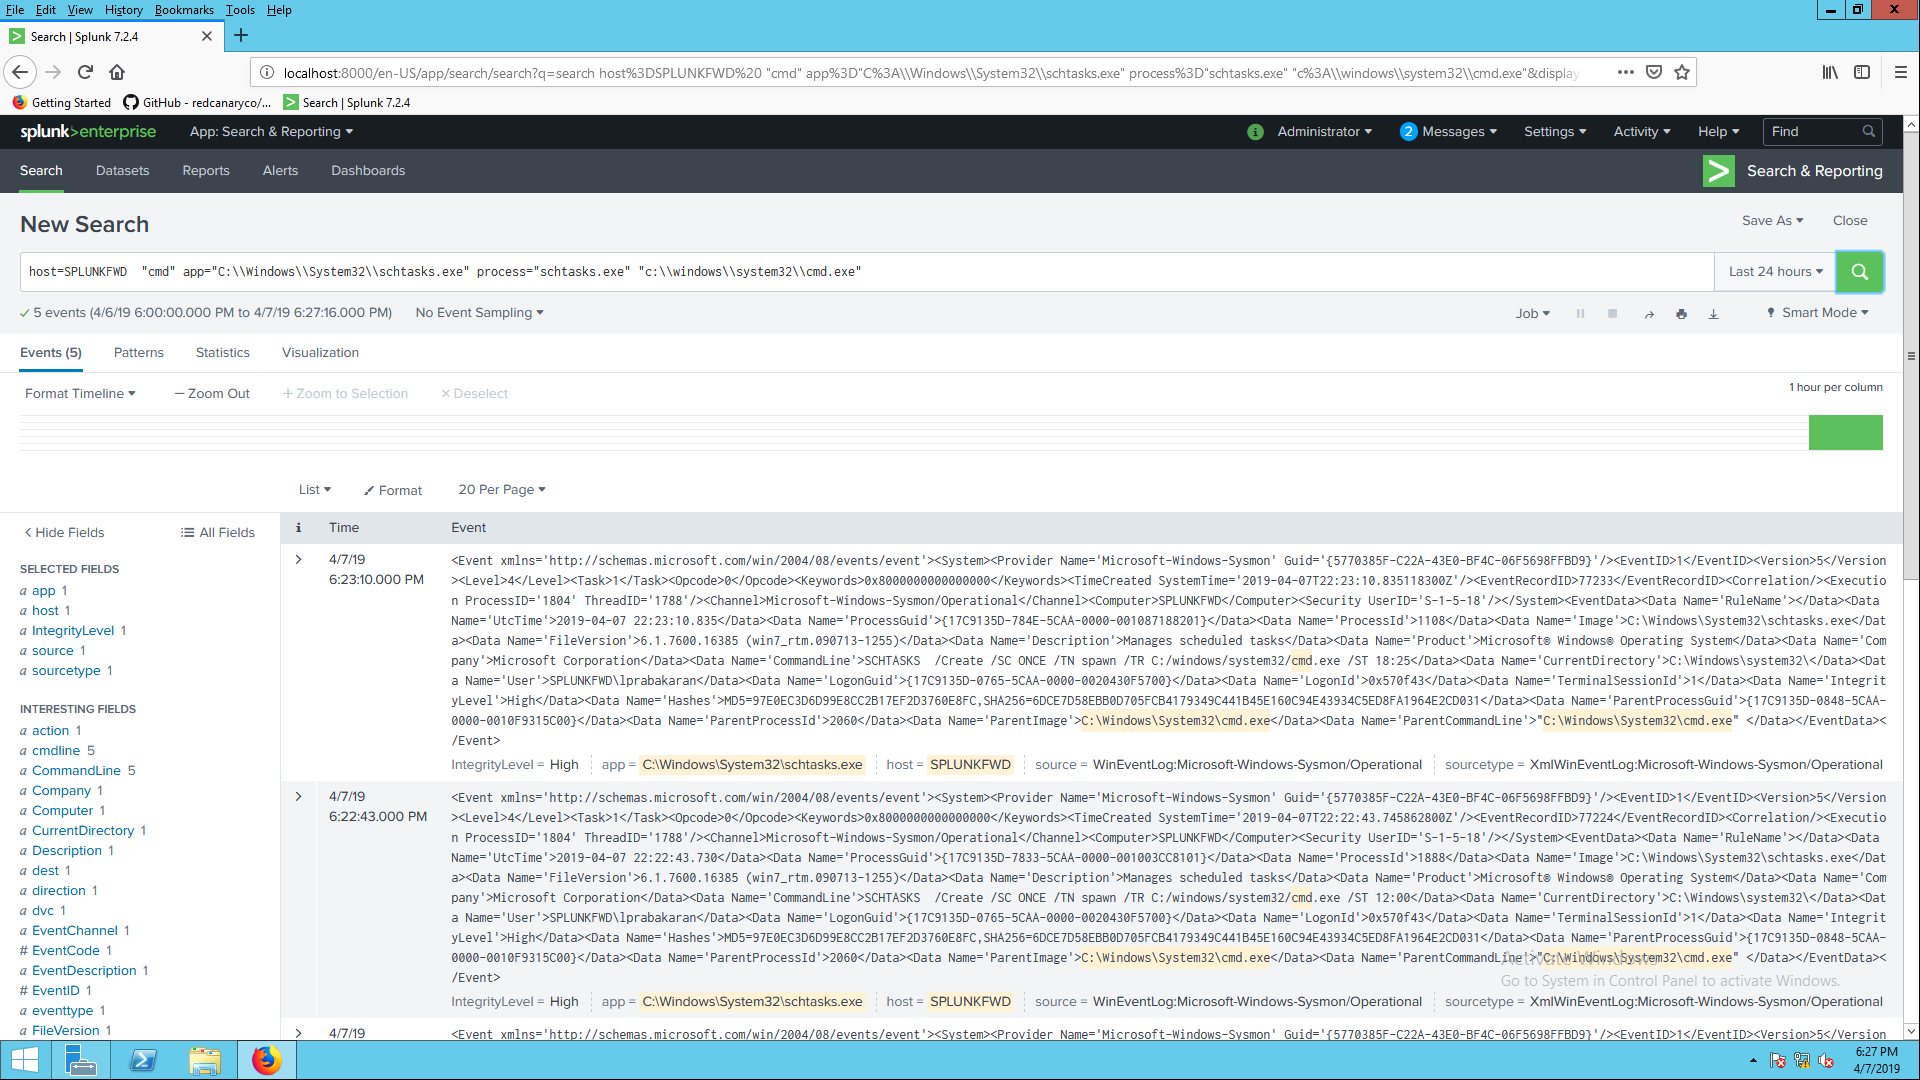 File Edit View History Bookmarks Tools Help
Search | Splunk 7.2.4
localhost:8000/en-US/app/search/search?q=search host%3DSPLUNKFWD%20 "cmd" app%3D"C%3A\\Windows\\System32\\schtasks.exe" process%3D"schtasks.exe" "c%3A\\windows\\system32\\cmd.exe"&display
Getting Started GitHub - redcanaryco/... Search | Splunk 7.2.4
splunk>enterprise App: Search & Reporting Administrator 2 Messages Settings Activity Help Find
Search Datasets Reports Alerts Dashboards Search & Reporting
New Search Save As Close
host=SPLUNKFWD  "cmd" app="C:\\Windows\\System32\\schtasks.exe" process="schtasks.exe" "c:\\windows\\system32\\cmd.exe" Last 24 hours
5 events (4/6/19 6:00:00.000 PM to 4/7/19 6:27:16.000 PM) No Event Sampling Job Smart Mode
Events (5) Patterns Statistics Visualization
Format Timeline — Zoom Out + Zoom to Selection × Deselect 1 hour per column
List Format 20 Per Page
< Hide Fields All Fields
SELECTED FIELDS
a app 1
a host 1
a IntegrityLevel 1
a source 1
a sourcetype 1
INTERESTING FIELDS
a action 1
a cmdline 5
a CommandLine 5
a Company 1
a Computer 1
a CurrentDirectory 1
a Description 1
a dest 1
a direction 1
a dvc 1
a EventChannel 1
# EventCode 1
a EventDescription 1
# EventID 1
a eventtype 1
a FileVersion 1
i Time Event
4/7/19
6:23:10.000 PM
<Event xmlns='http://schemas.microsoft.com/win/2004/08/events/event'><System><Provider Name='Microsoft-Windows-Sysmon' Guid='{5770385F-C22A-43E0-BF4C-06F5698FFBD9}'/><EventID>1</EventID><Version>5</Version
><Level>4</Level><Task>1</Task><Opcode>0</Opcode><Keywords>0x8000000000000000</Keywords><TimeCreated SystemTime='2019-04-07T22:23:10.835118300Z'/><EventRecordID>77233</EventRecordID><Correlation/><Executio
n ProcessID='1804' ThreadID='1788'/><Channel>Microsoft-Windows-Sysmon/Operational</Channel><Computer>SPLUNKFWD</Computer><Security UserID='S-1-5-18'/></System><EventData><Data Name='RuleName'></Data><Data
Name='UtcTime'>2019-04-07 22:23:10.835</Data><Data Name='ProcessGuid'>{17C9135D-784E-5CAA-0000-001087188201}</Data><Data Name='ProcessId'>1108</Data><Data Name='Image'>C:\Windows\System32\schtasks.exe</Dat
a><Data Name='FileVersion'>6.1.7600.16385 (win7_rtm.090713-1255)</Data><Data Name='Description'>Manages scheduled tasks</Data><Data Name='Product'>Microsoft® Windows® Operating System</Data><Data Name='Com
pany'>Microsoft Corporation</Data><Data Name='CommandLine'>SCHTASKS  /Create /SC ONCE /TN spawn /TR C:/windows/system32/cmd.exe /ST 18:25</Data><Data Name='CurrentDirectory'>C:\Windows\system32\</Data><Dat
a Name='User'>SPLUNKFWD\lprabakaran</Data><Data Name='LogonGuid'>{17C9135D-0765-5CAA-0000-0020430F5700}</Data><Data Name='LogonId'>0x570f43</Data><Data Name='TerminalSessionId'>1</Data><Data Name='Integrit
yLevel'>High</Data><Data Name='Hashes'>MD5=97E0EC3D6D99E8CC2B17EF2D3760E8FC,SHA256=6DCE7D58EBB0D705FCB4179349C441B45E160C94E43934C5ED8FA1964E2CD031</Data><Data Name='ParentProcessGuid'>{17C9135D-0848-5CAA-
0000-0010F9315C00}</Data><Data Name='ParentProcessId'>2060</Data><Data Name='ParentImage'>C:\Windows\System32\cmd.exe</Data><Data Name='ParentCommandLine'>"C:\Windows\System32\cmd.exe" </Data></EventData><
/Event>
IntegrityLevel = High app = C:\Windows\System32\schtasks.exe host = SPLUNKFWD source = WinEventLog:Microsoft-Windows-Sysmon/Operational sourcetype = XmlWinEventLog:Microsoft-Windows-Sysmon/Operational
4/7/19
6:22:43.000 PM
<Event xmlns='http://schemas.microsoft.com/win/2004/08/events/event'><System><Provider Name='Microsoft-Windows-Sysmon' Guid='{5770385F-C22A-43E0-BF4C-06F5698FFBD9}'/><EventID>1</EventID><Version>5</Version
><Level>4</Level><Task>1</Task><Opcode>0</Opcode><Keywords>0x8000000000000000</Keywords><TimeCreated SystemTime='2019-04-07T22:22:43.745862800Z'/><EventRecordID>77224</EventRecordID><Correlation/><Executio
n ProcessID='1804' ThreadID='1788'/><Channel>Microsoft-Windows-Sysmon/Operational</Channel><Computer>SPLUNKFWD</Computer><Security UserID='S-1-5-18'/></System><EventData><Data Name='RuleName'></Data><Data
Name='UtcTime'>2019-04-07 22:22:43.730</Data><Data Name='ProcessGuid'>{17C9135D-7833-5CAA-0000-001003CC8101}</Data><Data Name='ProcessId'>1888</Data><Data Name='Image'>C:\Windows\System32\schtasks.exe</Dat
a><Data Name='FileVersion'>6.1.7600.16385 (win7_rtm.090713-1255)</Data><Data Name='Description'>Manages scheduled tasks</Data><Data Name='Product'>Microsoft® Windows® Operating System</Data><Data Name='Com
pany'>Microsoft Corporation</Data><Data Name='CommandLine'>SCHTASKS  /Create /SC ONCE /TN spawn /TR C:/windows/system32/cmd.exe /ST 12:00</Data><Data Name='CurrentDirectory'>C:\Windows\system32\</Data><Dat
a Name='User'>SPLUNKFWD\lprabakaran</Data><Data Name='LogonGuid'>{17C9135D-0765-5CAA-0000-0020430F5700}</Data><Data Name='LogonId'>0x570f43</Data><Data Name='TerminalSessionId'>1</Data><Data Name='Integrit
yLevel'>High</Data><Data Name='Hashes'>MD5=97E0EC3D6D99E8CC2B17EF2D3760E8FC,SHA256=6DCE7D58EBB0D705FCB4179349C441B45E160C94E43934C5ED8FA1964E2CD031</Data><Data Name='ParentProcessGuid'>{17C9135D-0848-5CAA-
0000-0010F9315C00}</Data><Data Name='ParentProcessId'>2060</Data><Data Name='ParentImage'>C:\Windows\System32\cmd.exe</Data><Data Name='ParentCommandLine'>"C:\Windows\System32\cmd.exe" </Data></EventData><
/Event>
IntegrityLevel = High app = C:\Windows\System32\schtasks.exe host = SPLUNKFWD source = WinEventLog:Microsoft-Windows-Sysmon/Operational sourcetype = XmlWinEventLog:Microsoft-Windows-Sysmon/Operational
4/7/19
<Event xmlns='http://schemas.microsoft.com/win/2004/08/events/event'><System><Provider Name='Microsoft-Windows-Sysmon' Guid='{5770385F-C22A-43E0-BF4C-06F5698FFBD9}'/><EventID>1</EventID><Version>5</Version
Activate Windows
Go to System in Control Panel to activate Windows.
6:27 PM
4/7/2019